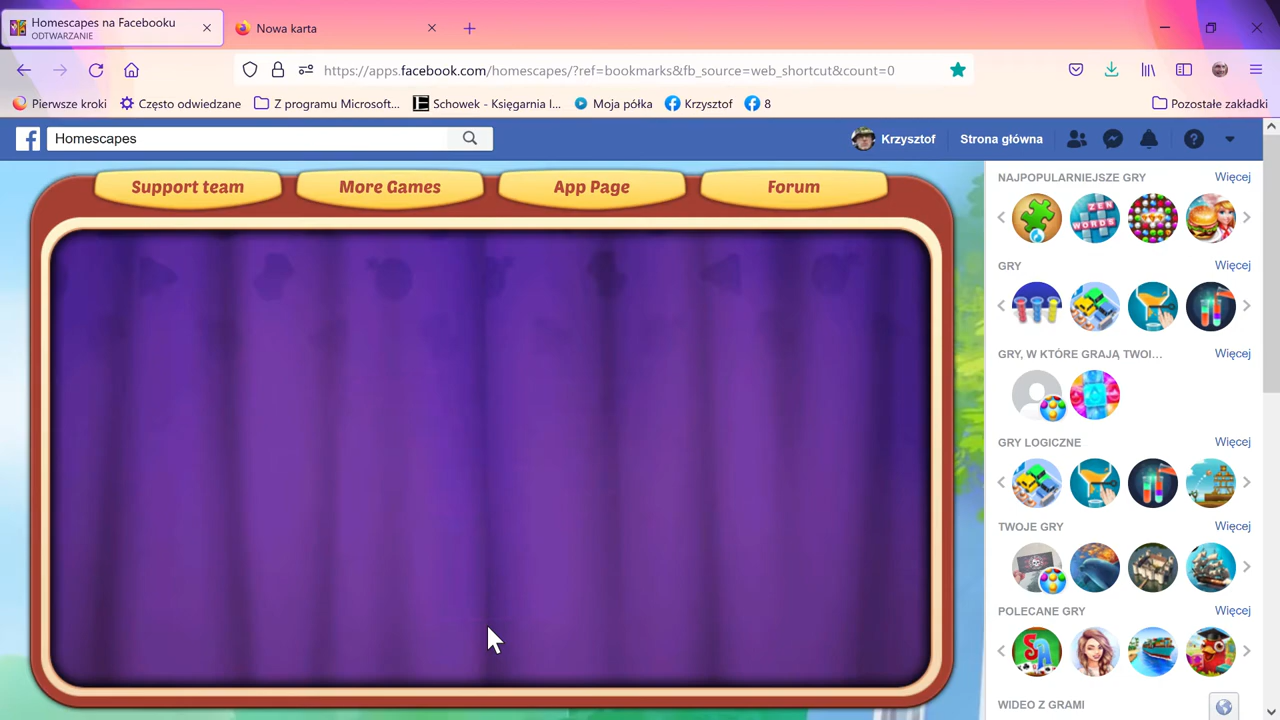 Homescapes na Facebooku
ODTWARZANIE
Nowa karta
https://apps.facebook.com/homescapes/?ref=bookmarks&fb_source=web_shortcut&count=0
Pierwsze kroki
Często odwiedzane
Z programu Microsoft...
Schowek - Księgarnia I...
Moja półka
Krzysztof
8
Pozostałe zakładki
Homescapes
Krzysztof
Strona główna
Support team
More Games
App Page
Forum
NAJPOPULARNIEJSZE GRY
Więcej
ZEN
WORDS
GRY
Więcej
GRY, W KTÓRE GRAJĄ TWOI...
Więcej
GRY LOGICZNE
Więcej
TWOJE GRY
Więcej
POLECANE GRY
Więcej
SA
WIDEO Z GRAMI